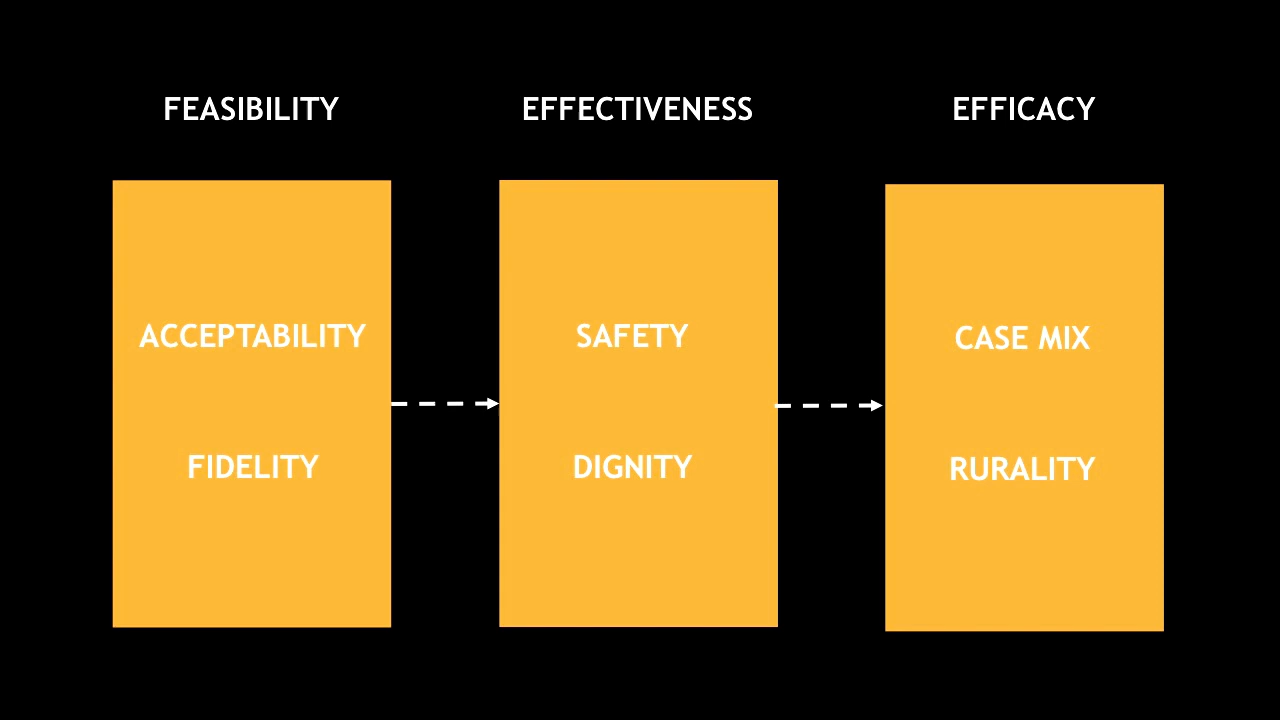 FEASIBILITY
EFFECTIVENESS
EFFICACY
ACCEPTABILITY
FIDELITY
SAFETY
DIGNITY
CASE MIX
RURALITY